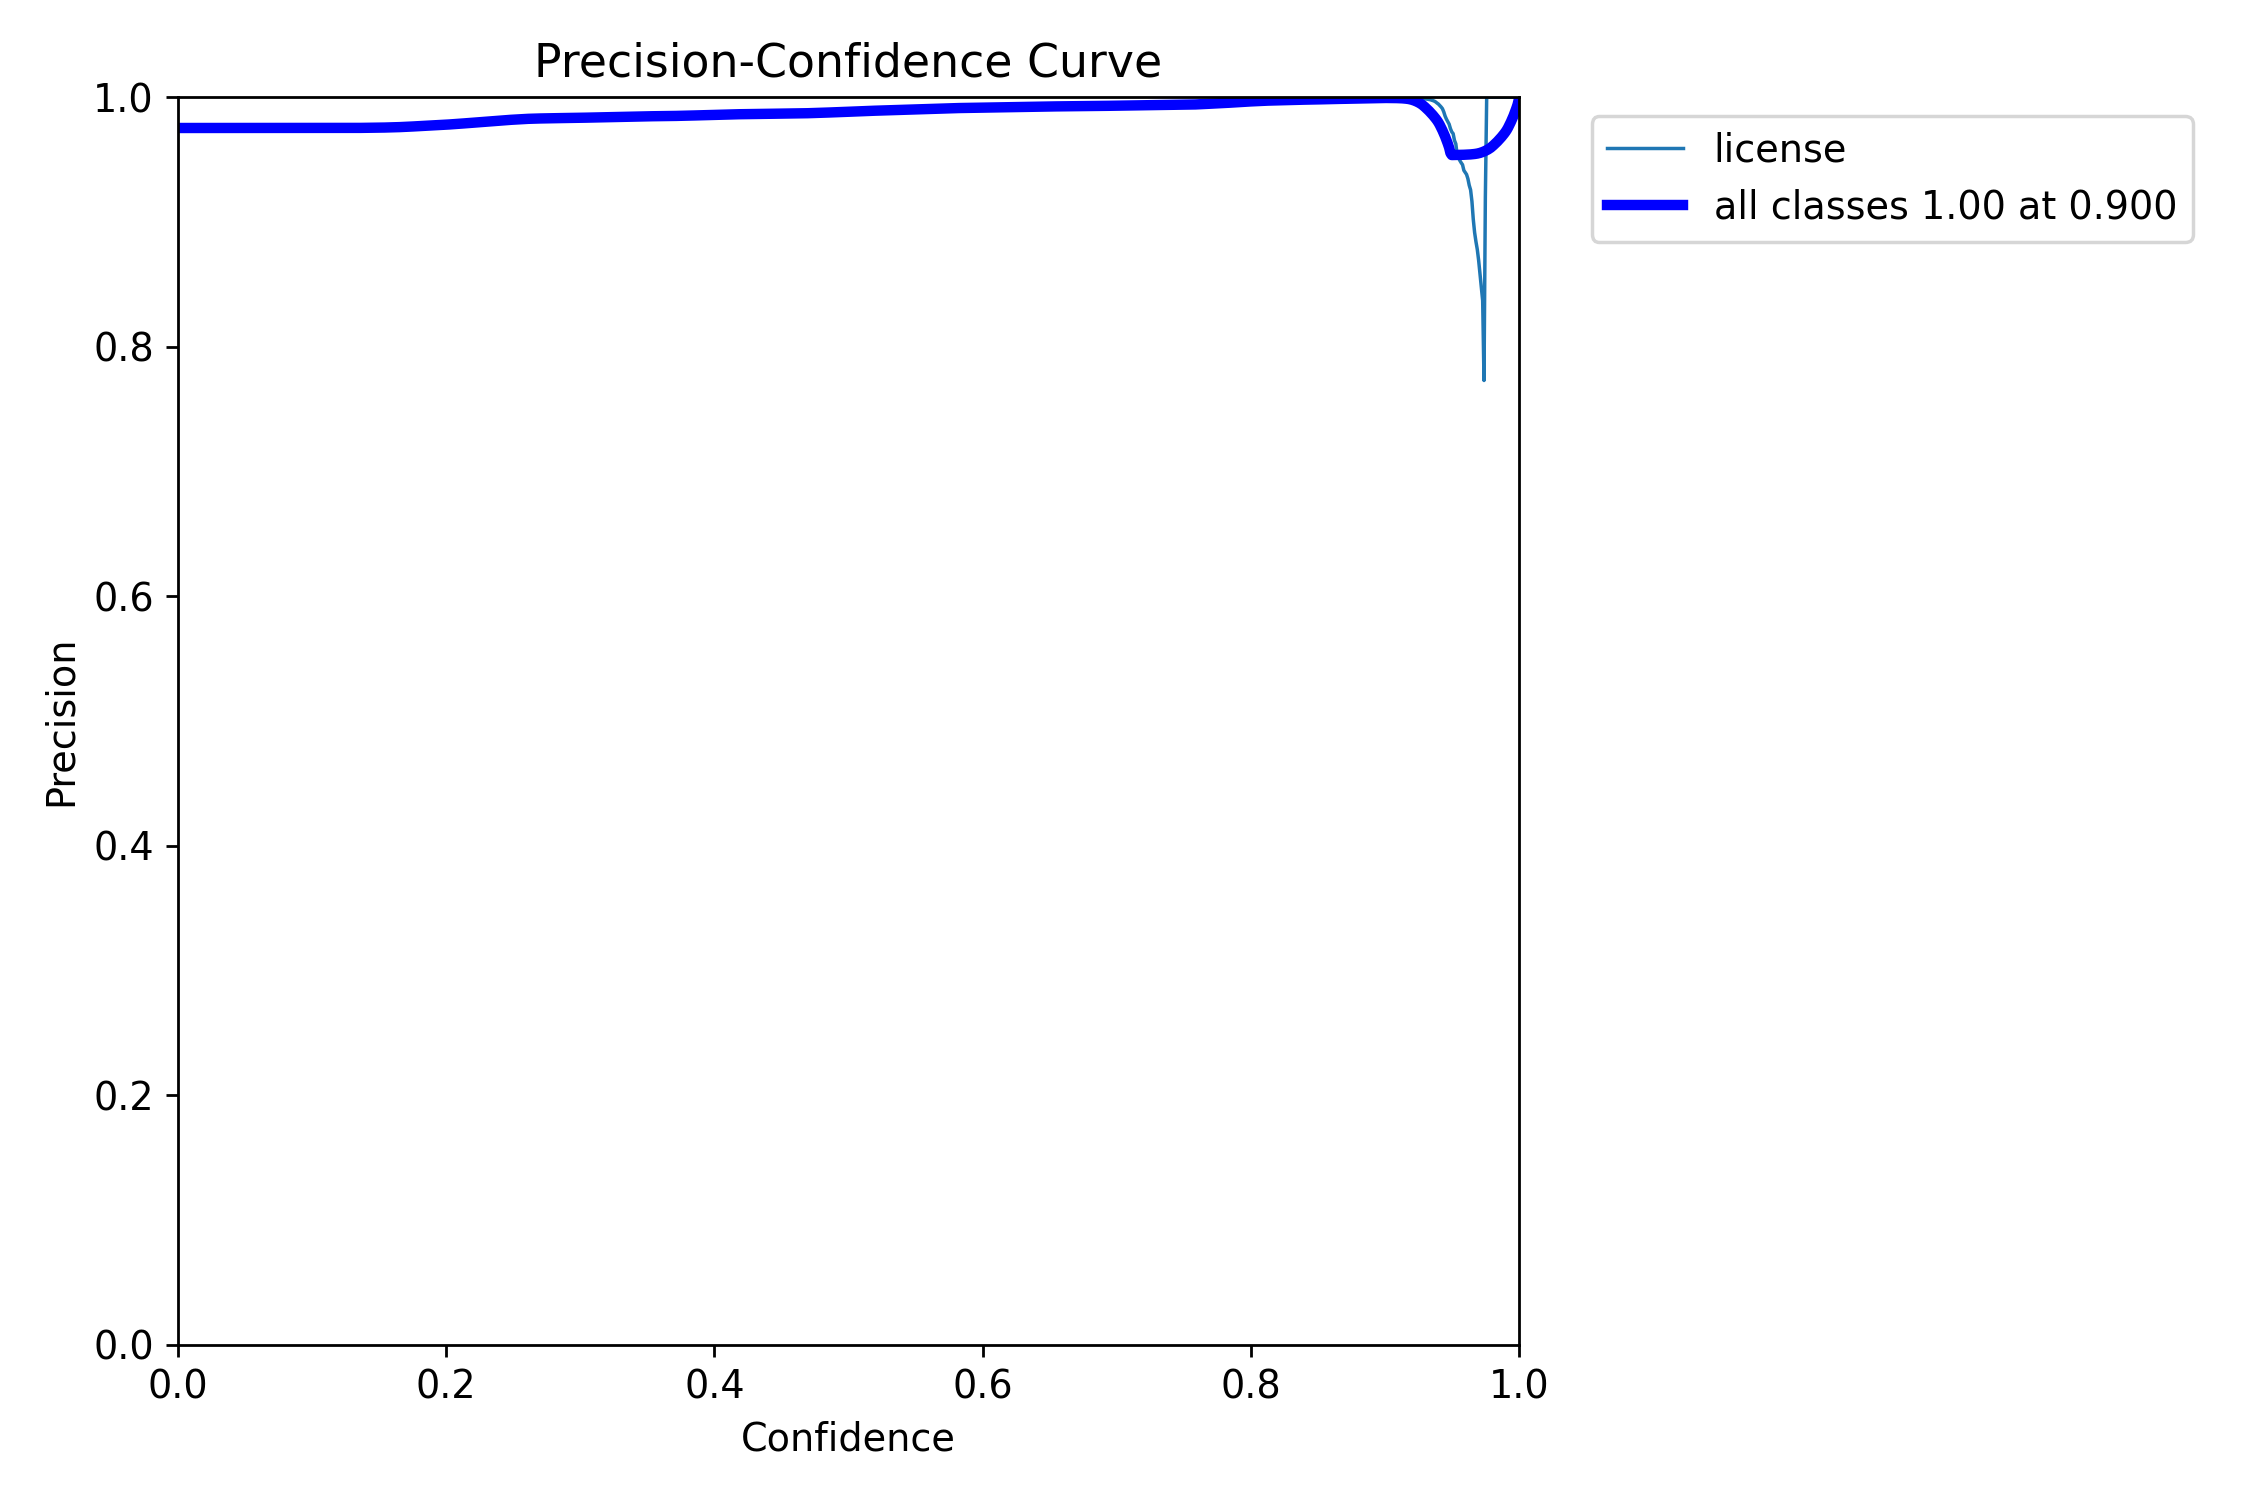 Precision-Confidence Curve
1.0
0.8
0.6
0.4
0.2
0.0
Precision
0.0 0.2 0.4 0.6 0.8 1.0
Confidence
license
all classes 1.00 at 0.900